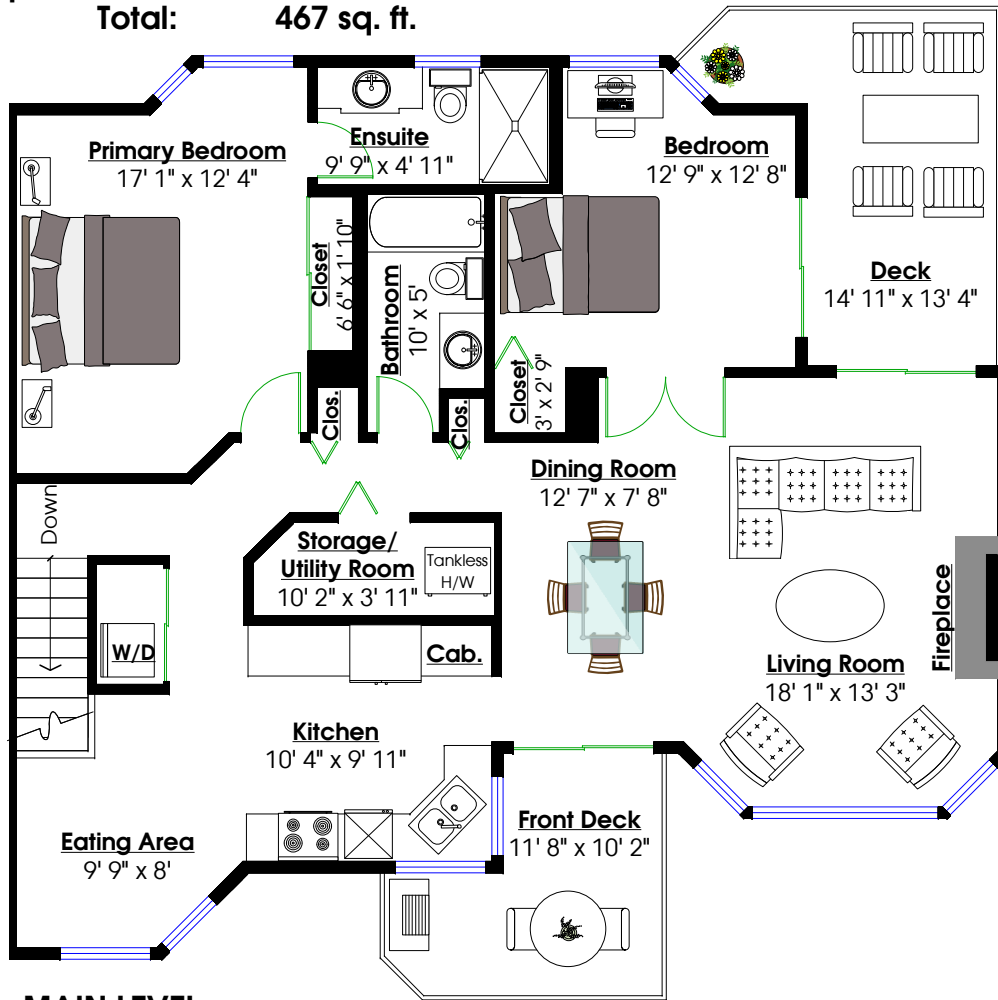 Total: 467 sq. ft.
Primary Bedroom
17' 1" x 12' 4"
Ensuite
9' 9" x 4' 11"
Bedroom
12' 9" x 12' 8"
Deck
14' 11" x 13' 4"
Closet
6' 6" x 1' 10"
Bathroom
10' x 5'
Closet
3' x 2' 9"
Clos.
Clos.
Dining Room
12' 7" x 7' 8"
Down
Storage/
Utility Room
10' 2" x 3' 11"
Tankless
H/W
W/D
Cab.
Fireplace
Living Room
18' 1" x 13' 3"
Kitchen
10' 4" x 9' 11"
Eating Area
9' 9" x 8'
Front Deck
11' 8" x 10' 2"
MAIN LEVEL